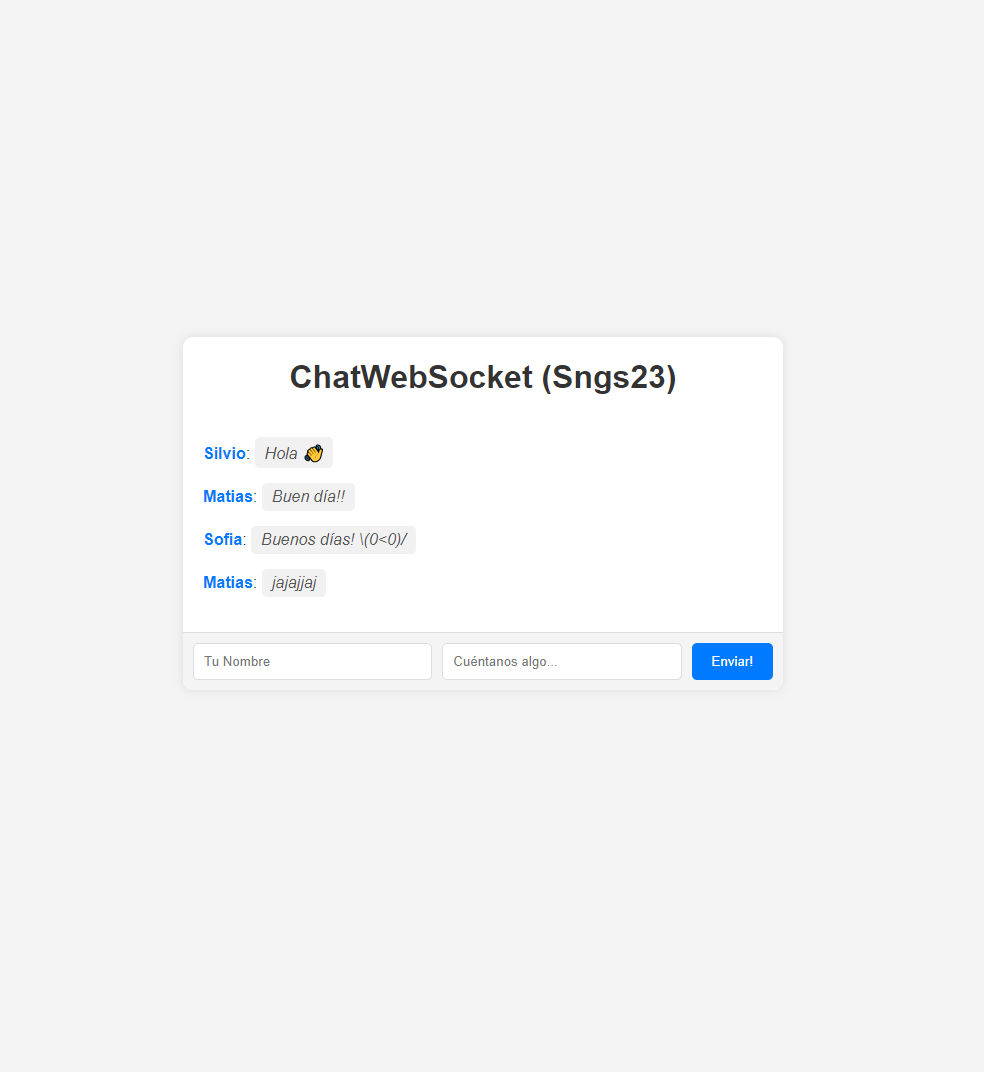 ChatWebSocket (Sngs23)
Silvio: Hola 👋
Matias: Buen día!!
Sofia: Buenos días! \(0<0)/
Matias: jajajjaj
Tu Nombre Cuéntanos algo... Enviar!